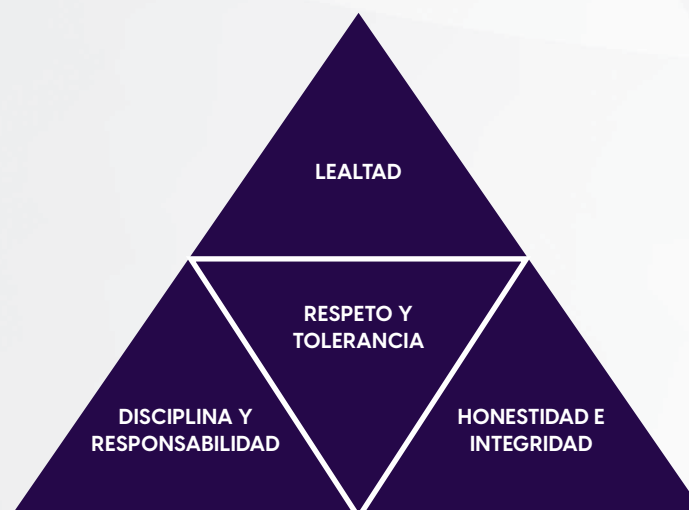 LEALTAD
RESPETO Y
TOLERANCIA
DISCIPLINA Y
RESPONSABILIDAD
HONESTIDAD E
INTEGRIDAD